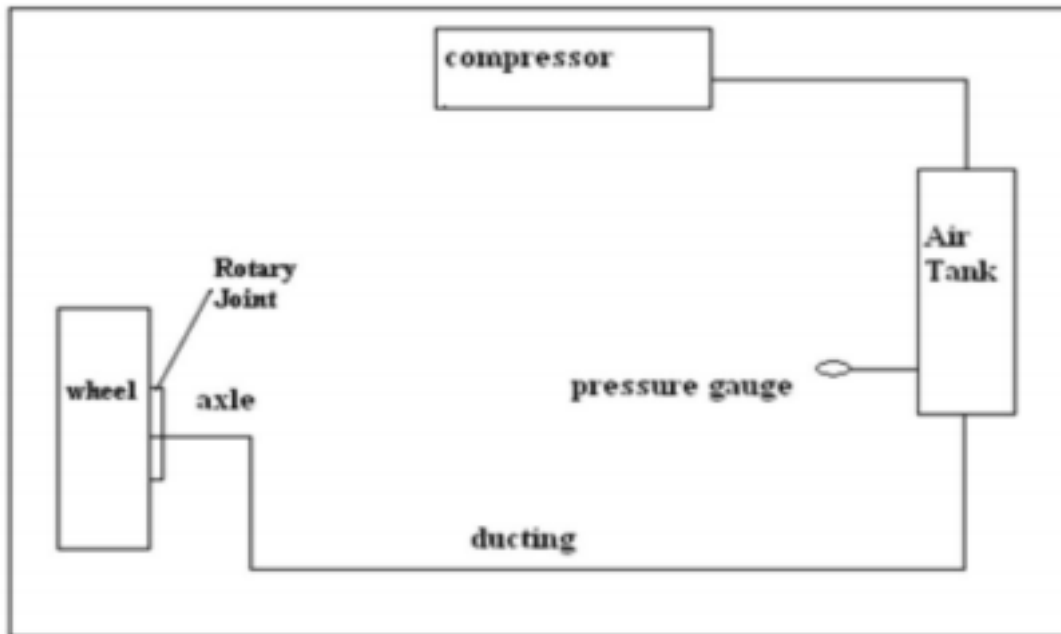 compressor
Air
Tank
Rotary
Joint
wheel
axle
pressure gauge
ducting